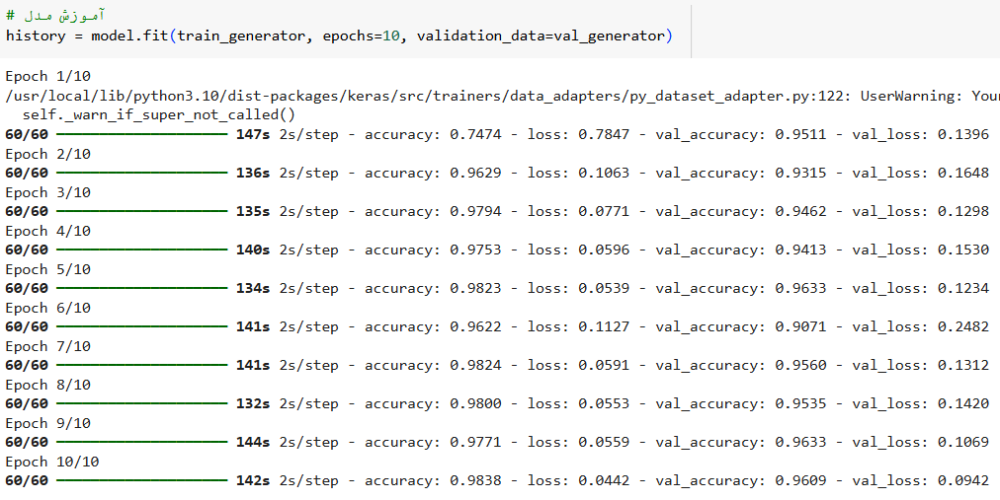 # آموزش مدل
history = model.fit(train_generator, epochs=10, validation_data=val_generator)
Epoch 1/10
/usr/local/lib/python3.10/dist-packages/keras/src/trainers/data_adapters/py_dataset_adapter.py:122: UserWarning: Your
self._warn_if_super_not_called()
60/60 ━━━━━━━━━━━━━━━━━━━━ 147s 2s/step - accuracy: 0.7474 - loss: 0.7847 - val_accuracy: 0.9511 - val_loss: 0.1396
Epoch 2/10
60/60 ━━━━━━━━━━━━━━━━━━━━ 136s 2s/step - accuracy: 0.9629 - loss: 0.1063 - val_accuracy: 0.9315 - val_loss: 0.1648
Epoch 3/10
60/60 ━━━━━━━━━━━━━━━━━━━━ 135s 2s/step - accuracy: 0.9794 - loss: 0.0771 - val_accuracy: 0.9462 - val_loss: 0.1298
Epoch 4/10
60/60 ━━━━━━━━━━━━━━━━━━━━ 140s 2s/step - accuracy: 0.9753 - loss: 0.0596 - val_accuracy: 0.9413 - val_loss: 0.1530
Epoch 5/10
60/60 ━━━━━━━━━━━━━━━━━━━━ 134s 2s/step - accuracy: 0.9823 - loss: 0.0539 - val_accuracy: 0.9633 - val_loss: 0.1234
Epoch 6/10
60/60 ━━━━━━━━━━━━━━━━━━━━ 141s 2s/step - accuracy: 0.9622 - loss: 0.1127 - val_accuracy: 0.9071 - val_loss: 0.2482
Epoch 7/10
60/60 ━━━━━━━━━━━━━━━━━━━━ 141s 2s/step - accuracy: 0.9824 - loss: 0.0591 - val_accuracy: 0.9560 - val_loss: 0.1312
Epoch 8/10
60/60 ━━━━━━━━━━━━━━━━━━━━ 132s 2s/step - accuracy: 0.9800 - loss: 0.0553 - val_accuracy: 0.9535 - val_loss: 0.1420
Epoch 9/10
60/60 ━━━━━━━━━━━━━━━━━━━━ 144s 2s/step - accuracy: 0.9771 - loss: 0.0559 - val_accuracy: 0.9633 - val_loss: 0.1069
Epoch 10/10
60/60 ━━━━━━━━━━━━━━━━━━━━ 142s 2s/step - accuracy: 0.9838 - loss: 0.0442 - val_accuracy: 0.9609 - val_loss: 0.0942